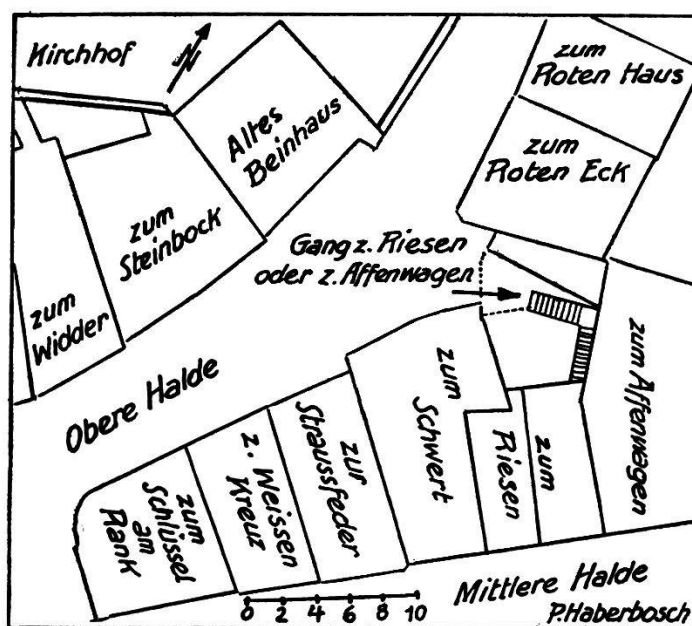 Kirchhof
N
Altes
Beinhaus
zum
Roten Haus
zum
Roten Eck
zum
Steinbock
zum
Widder
Gang z. Riesen
oder z. Affenwagen
Obere Halde
zum
Schlüssel
am
Rank
z. Weissen
Kreuz
zur
Straussfeder
zum
Schwert
zum
Riesen
zum Affenwagen
0 2 4 6 8 10
Mittlere Halde
P.Haberbosch